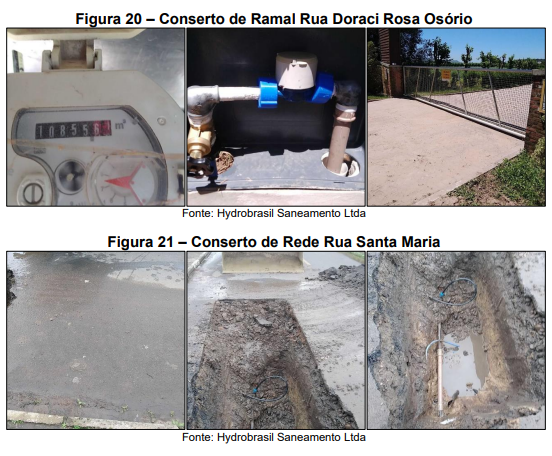 Figura 20 – Conserto de Ramal Rua Doraci Rosa Osório
m³
Fonte: Hydrobrasil Saneamento Ltda
Figura 21 – Conserto de Rede Rua Santa Maria
Fonte: Hydrobrasil Saneamento Ltda